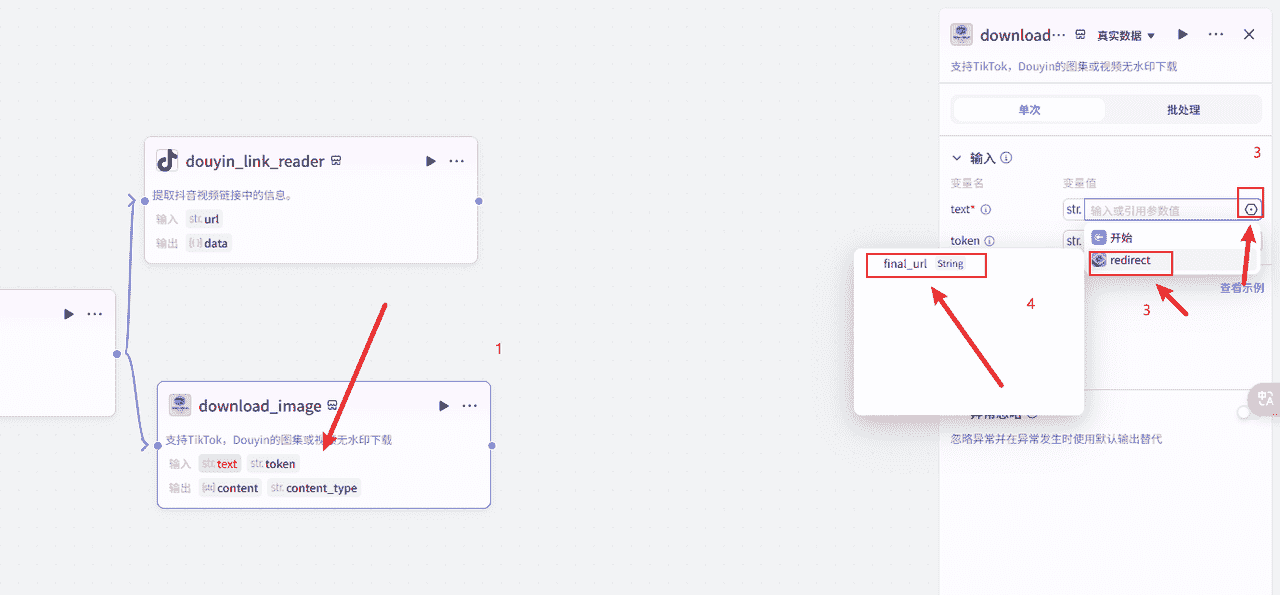 douyin_link_reader
提取抖音视频链接中的信息。
输入 str. url
输出 data
1
download_image
支持TikTok，Douyin的图集或视频无水印下载
输入 str. text str. token
输出 content str. content_type
download··· 真实数据
支持TikTok，Douyin的图集或视频无水印下载
单次 批处理
输入
3
变量名 变量值
text* str. 输入或引用参数值
开始
token str.
redirect
final_url String
查看示例
4
3
异常忽略
忽略异常并在异常发生时使用默认输出替代